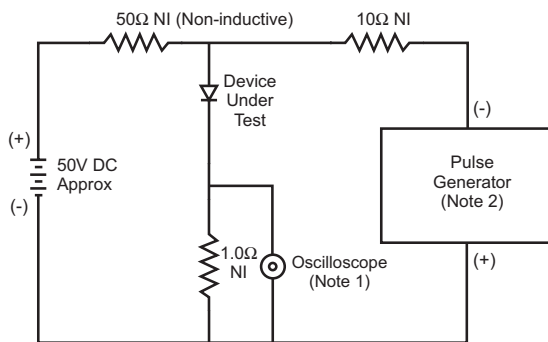 50Ω NI (Non-inductive)
10Ω NI
Device
Under
Test
(+)
50V DC
Approx
(-)
(-)
Pulse
Generator
(Note 2)
(+)
1.0Ω
NI
Oscilloscope
(Note 1)